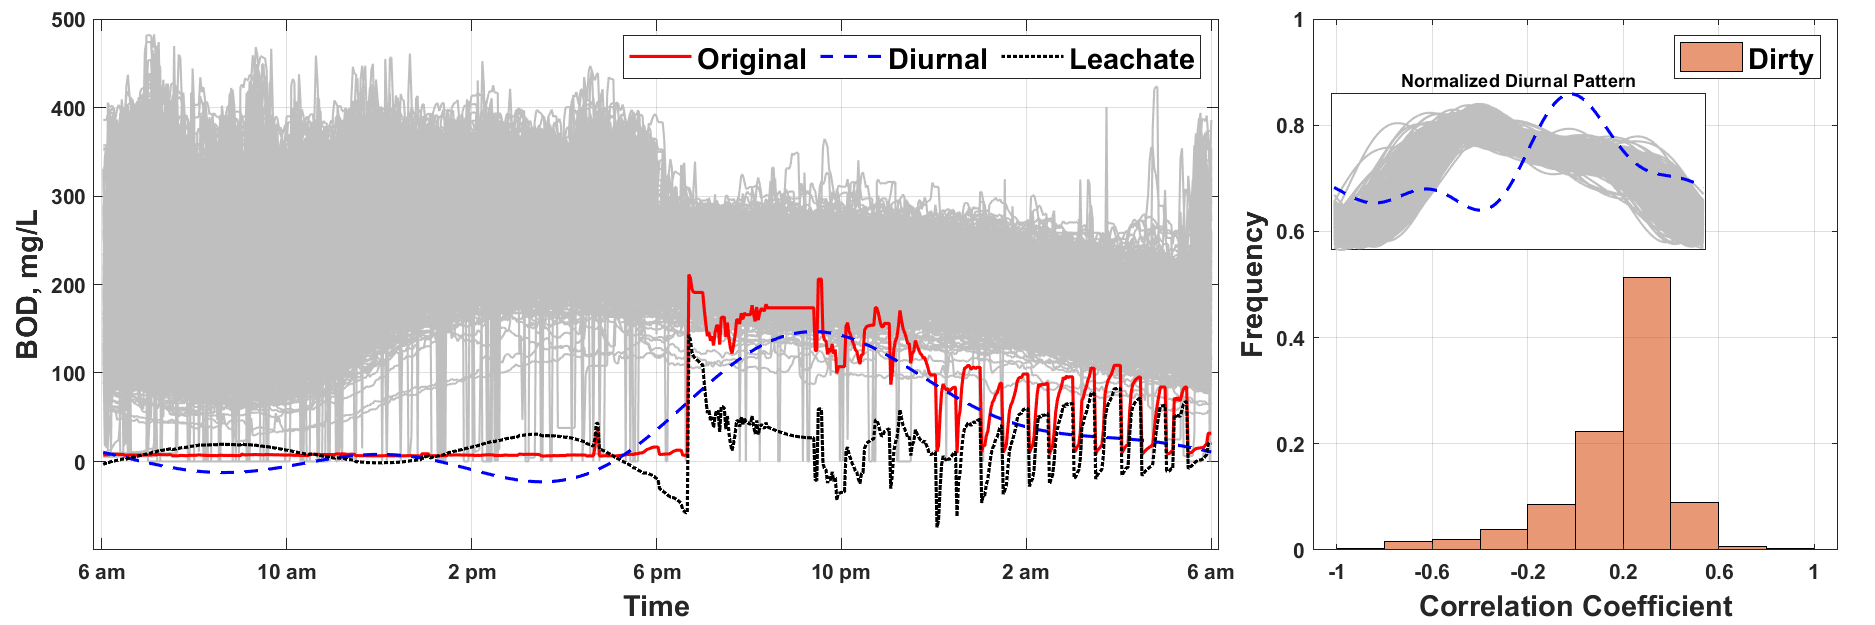 500
400
300
200
100
0
BOD, mg/L
Original
Diurnal
Leachate
6 am
10 am
2 pm
6 pm
10 pm
2 am
6 am
Time
1
0.8
0.6
0.4
0.2
0
Frequency
Dirty
Normalized Diurnal Pattern
-1
-0.6
-0.2
0.2
0.6
1
Correlation Coefficient